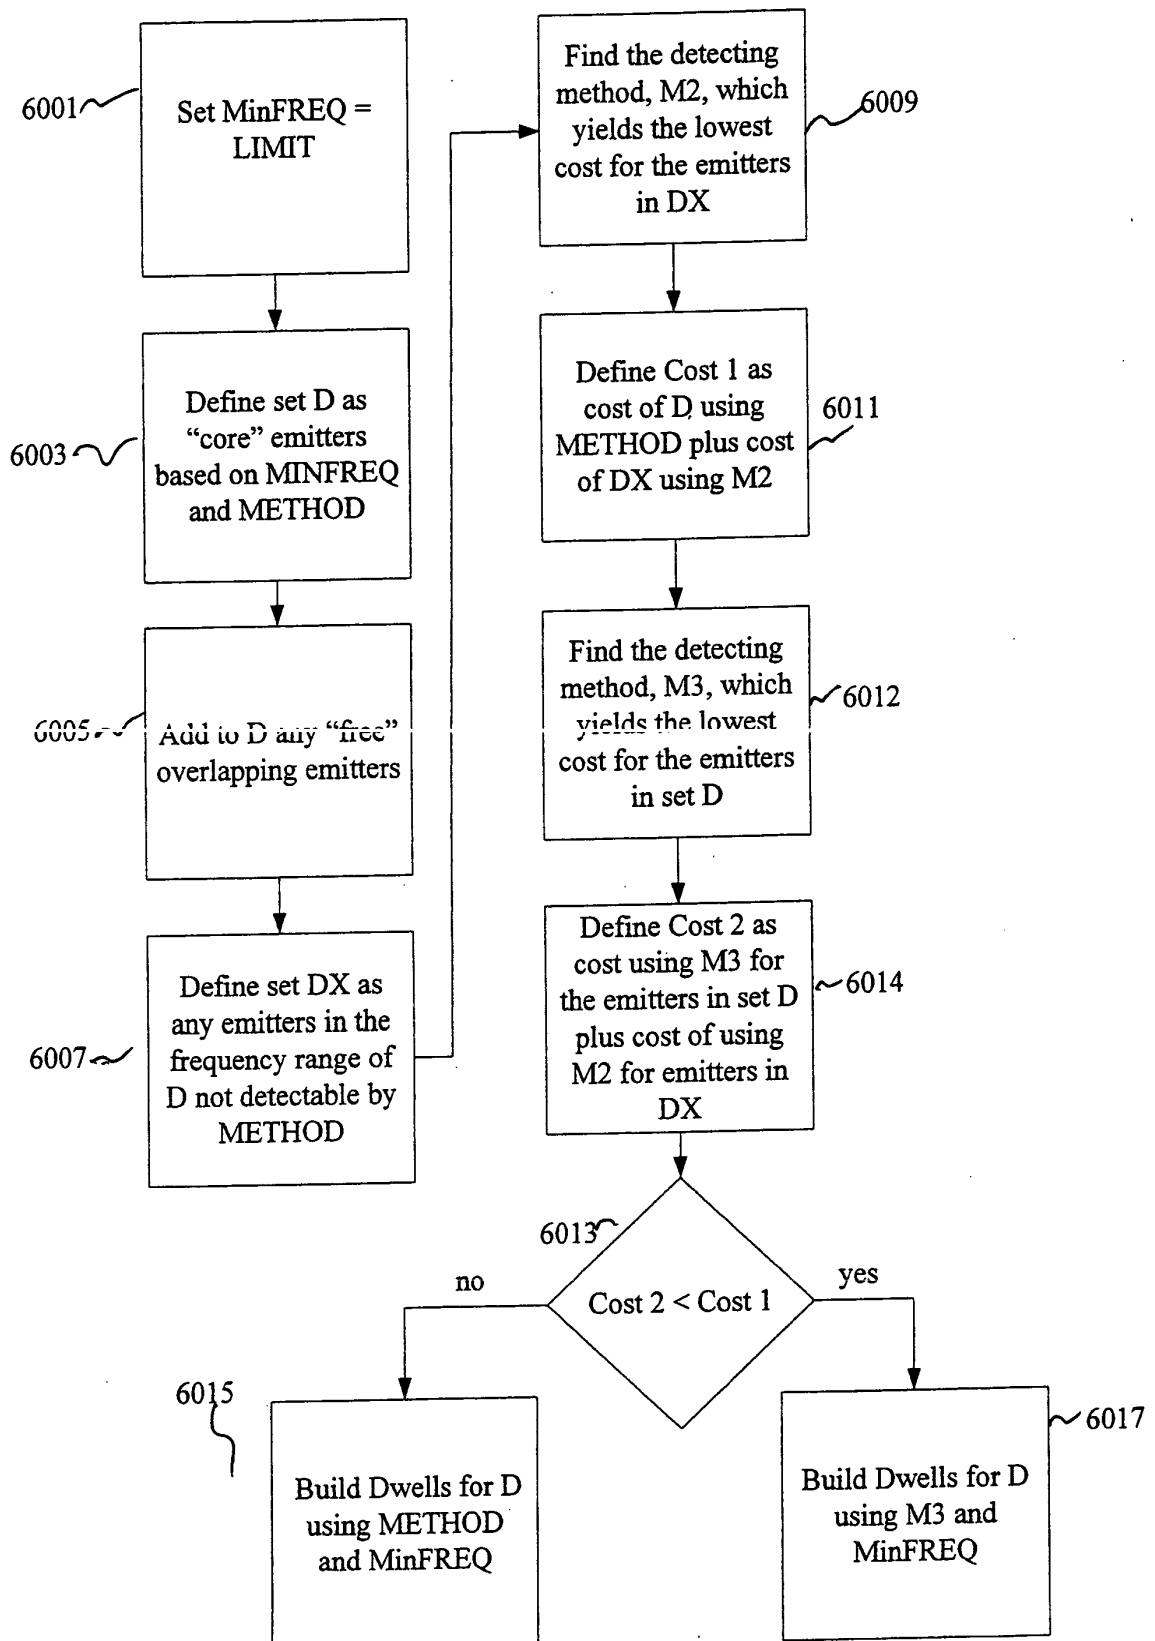 6001
Set MinFREQ =
LIMIT
6003
Define set D as
“core” emitters
based on MINFREQ
and METHOD
6005
Add to D any “free”
overlapping emitters
6007
Define set DX as
any emitters in the
frequency range of
D not detectable by
METHOD
Find the detecting
method, M2, which
yields the lowest
cost for the emitters
in DX
6009
Define Cost 1 as
cost of D using
METHOD plus cost
of DX using M2
6011
Find the detecting
method, M3, which
yields the lowest
cost for the emitters
in set D
6012
Define Cost 2 as
cost using M3 for
the emitters in set D
plus cost of using
M2 for emitters in
DX
6014
6013
Cost 2 < Cost 1
no
yes
6015
Build Dwells for D
using METHOD
and MinFREQ
6017
Build Dwells for D
using M3 and
MinFREQ